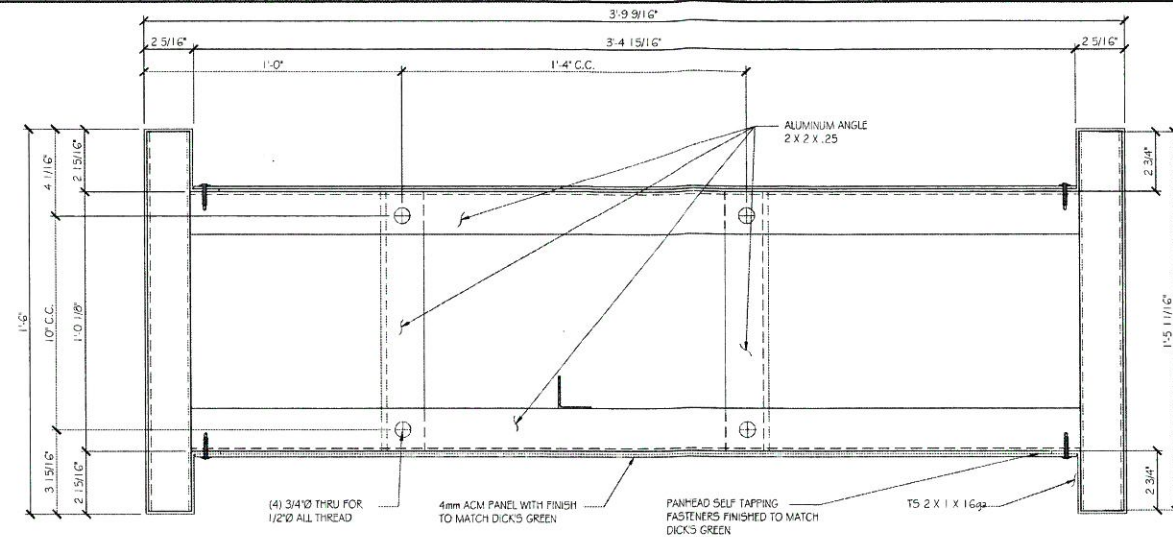 3'-9 9/16"
2 5/16"
3'-4 15/16"
2 5/16"
1'-0"
1'-4" C.C.
ALUMINUM ANGLE
2 X 2 X .25
4 1/16"
2 15/16"
2 3/4"
1'-6"
10" C.C.
1'-0 1/8"
1'-5 11/16"
3 15/16"
2 15/16"
2 3/4"
(4) 3/4"Ø THRU FOR
1/2"Ø ALL THREAD
4mm ACM PANEL WITH FINISH
TO MATCH DICK'S GREEN
PANHEAD SELF TAPPING
FASTENERS FINISHED TO MATCH
DICK'S GREEN
TS 2 X 1 X 16ga